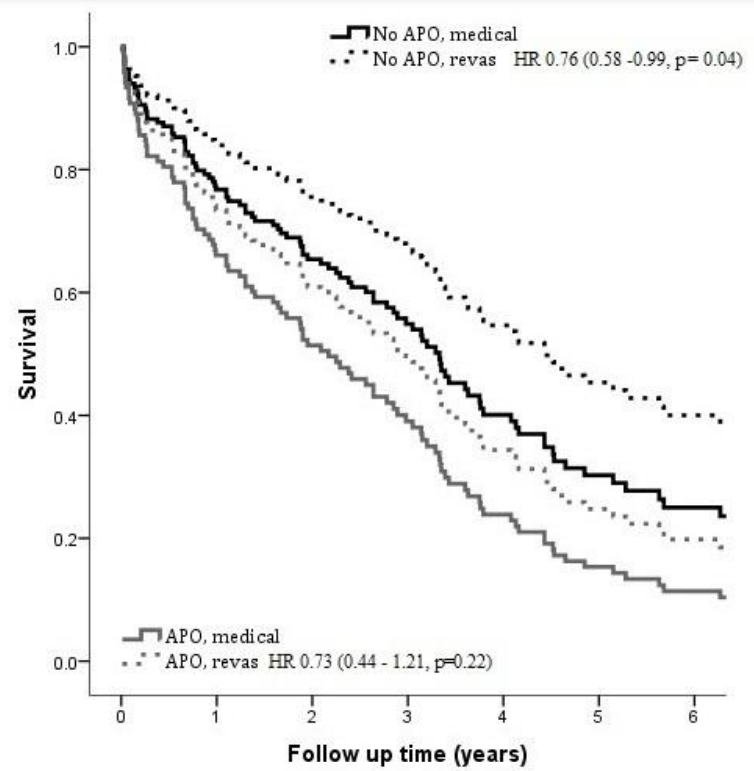 No APO, medical
No APO, revas HR 0.76 (0.58 -0.99, p= 0.04)
1.0
0.8
0.6
0.4
0.2
0.0
Survival
APO, medical
APO, revas HR 0.73 (0.44 - 1.21, p=0.22)
0 1 2 3 4 5 6
Follow up time (years)